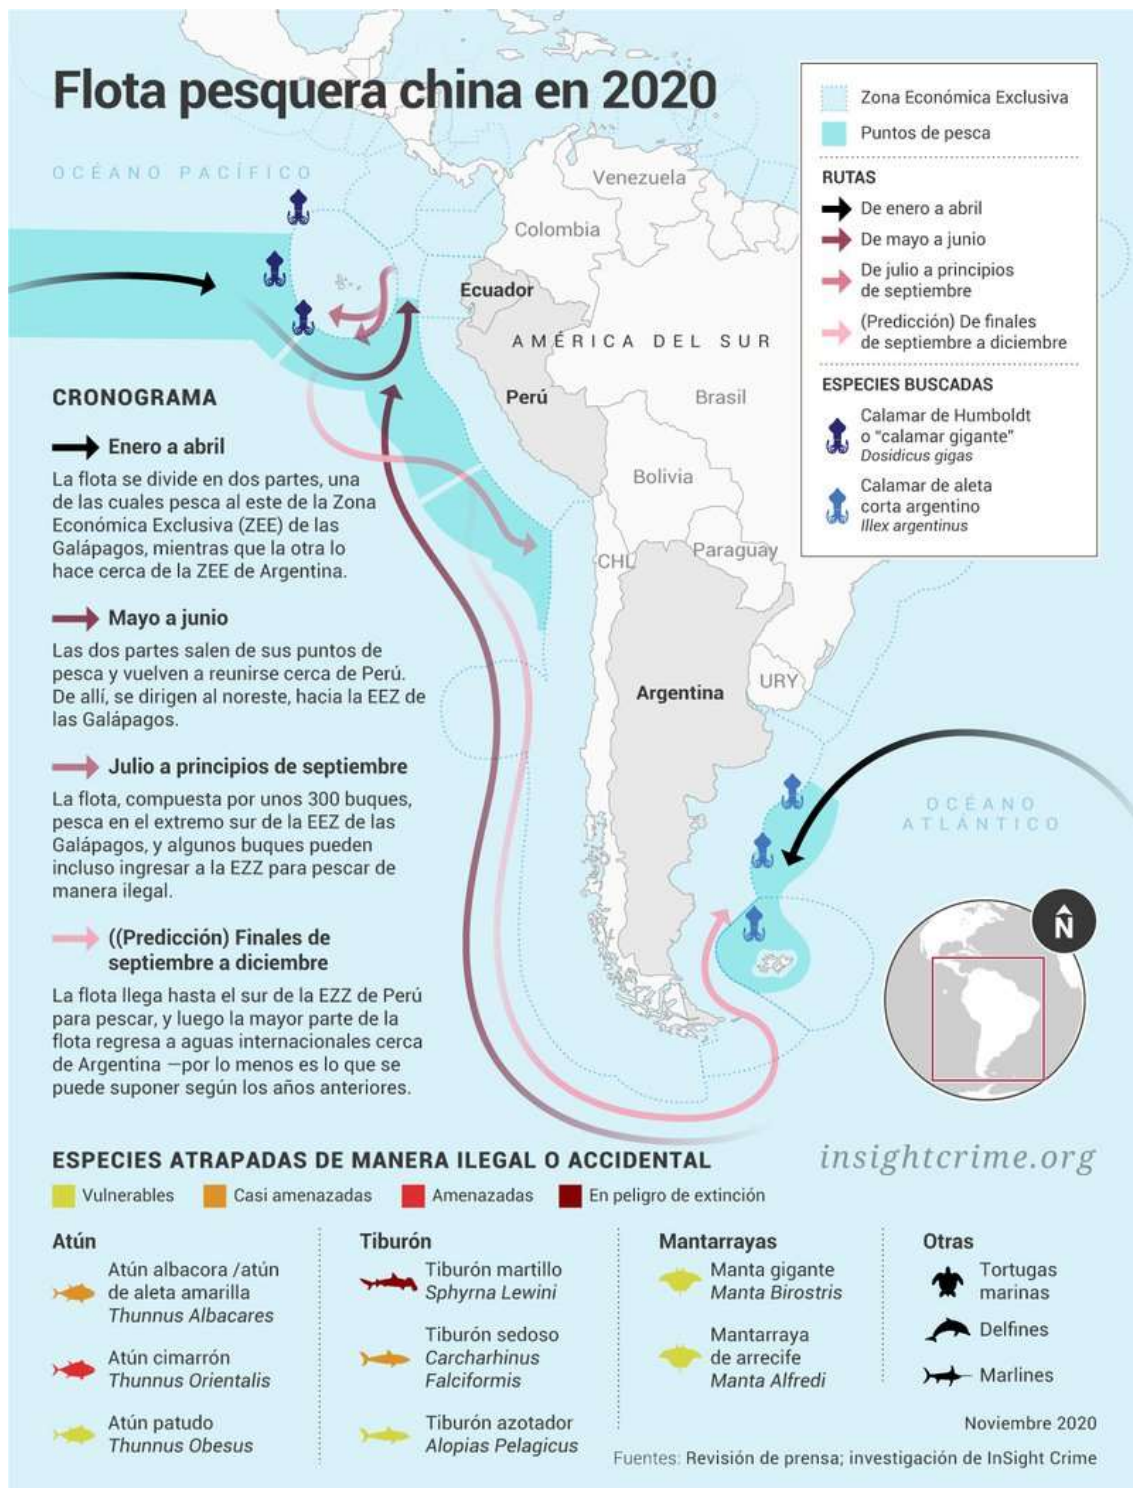 Flota pesquera china en 2020
OCÉANO PACÍFICO
Venezuela
Colombia
Ecuador
AMÉRICA DEL SUR
Perú
Brasil
Bolivia
CHL
Paraguay
Argentina
URY
OCÉANO
ATLÁNTICO
N
Zona Económica Exclusiva
Puntos de pesca
RUTAS
De enero a abril
De mayo a junio
De julio a principios
de septiembre
(Predicción) De finales
de septiembre a diciembre
ESPECIES BUSCADAS
Calamar de Humboldt
o "calamar gigante"
Dosidicus gigas
Calamar de aleta
corta argentino
Illex argentinus
CRONOGRAMA
Enero a abril
La flota se divide en dos partes, una
de las cuales pesca al este de la Zona
Económica Exclusiva (ZEE) de las
Galápagos, mientras que la otra lo
hace cerca de la ZEE de Argentina.
Mayo a junio
Las dos partes salen de sus puntos de
pesca y vuelven a reunirse cerca de Perú.
De allí, se dirigen al noreste, hacia la EEZ de
las Galápagos.
Julio a principios de septiembre
La flota, compuesta por unos 300 buques,
pesca en el extremo sur de la EEZ de las
Galápagos, y algunos buques pueden
incluso ingresar a la EZZ para pescar de
manera ilegal.
((Predicción) Finales de
septiembre a diciembre
La flota llega hasta el sur de la EZZ de Perú
para pescar, y luego la mayor parte de la
flota regresa a aguas internacionales cerca
de Argentina —por lo menos es lo que se
puede suponer según los años anteriores.
insightcrime.org
ESPECIES ATRAPADAS DE MANERA ILEGAL O ACCIDENTAL
Vulnerables
Casi amenazadas
Amenazadas
En peligro de extinción
Atún
Atún albacora /atún
de aleta amarilla
Thunnus Albacares
Atún cimarrón
Thunnus Orientalis
Atún patudo
Thunnus Obesus
Tiburón
Tiburón martillo
Sphyrna Lewini
Tiburón sedoso
Carcharhinus
Falciformis
Tiburón azotador
Alopias Pelagicus
Mantarrayas
Manta gigante
Manta Birostris
Mantarraya
de arrecife
Manta Alfredi
Otras
Tortugas
marinas
Delfines
Marlines
Noviembre 2020
Fuentes: Revisión de prensa; investigación de InSight Crime